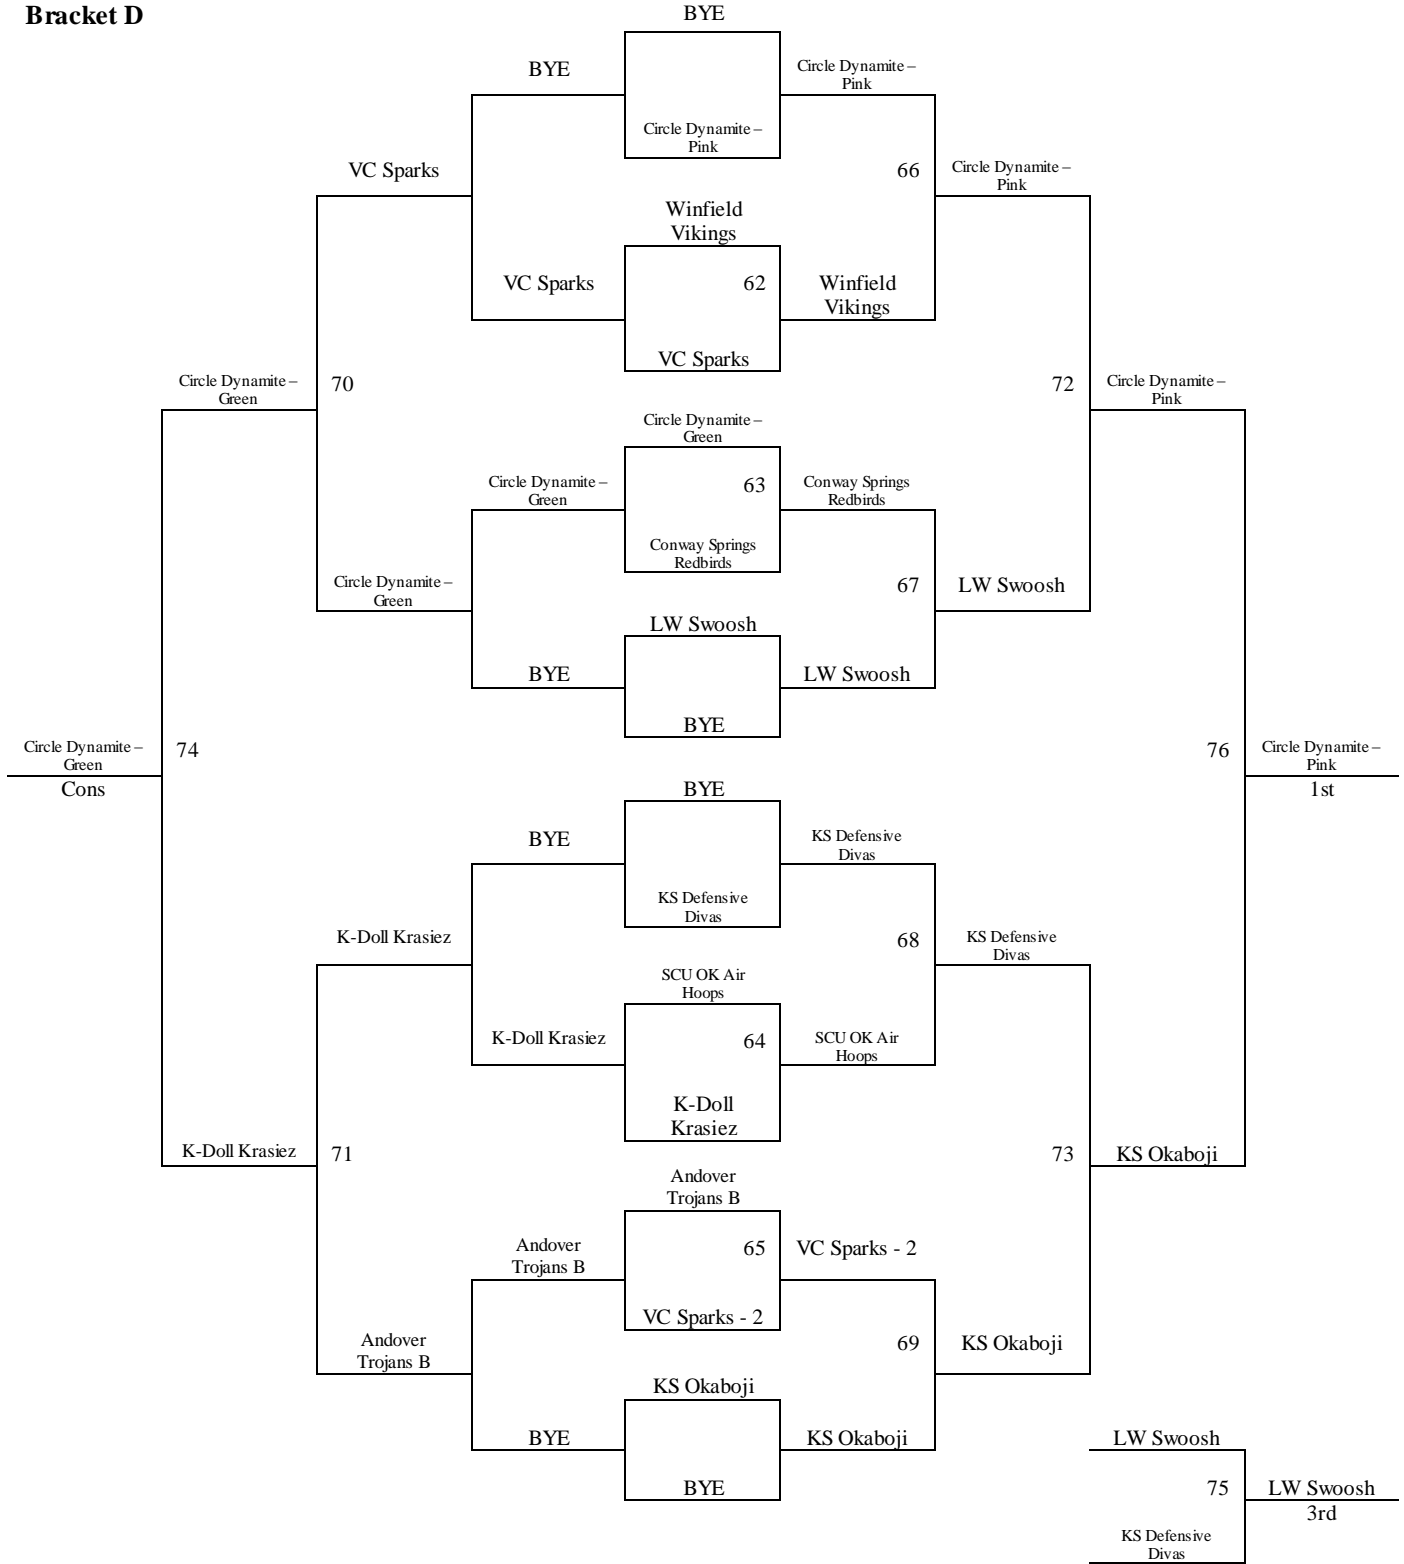 Bracket D
BYE
BYE
Circle Dynamite –
Pink
Circle Dynamite –
Pink
VC Sparks
66
Circle Dynamite –
Pink
Winfield
Vikings
VC Sparks
62
Winfield
Vikings
VC Sparks
Circle Dynamite –
Green
70
72
Circle Dynamite –
Pink
Circle Dynamite –
Green
Circle Dynamite –
Green
63
Conway Springs
Redbirds
Conway Springs
Redbirds
Circle Dynamite –
Green
67
LW Swoosh
LW Swoosh
BYE
LW Swoosh
BYE
Circle Dynamite –
Green
Cons
74
76
Circle Dynamite –
Pink
1st
BYE
BYE
KS Defensive
Divas
KS Defensive
Divas
K-Doll Krasiez
68
KS Defensive
Divas
SCU OK Air
Hoops
K-Doll Krasiez
64
SCU OK Air
Hoops
K-Doll
Krasiez
K-Doll Krasiez
71
73
KS Okaboji
Andover
Trojans B
Andover
Trojans B
65
VC Sparks - 2
VC Sparks - 2
Andover
Trojans B
69
KS Okaboji
KS Okaboji
BYE
KS Okaboji
BYE
LW Swoosh
75
LW Swoosh
3rd
KS Defensive
Divas